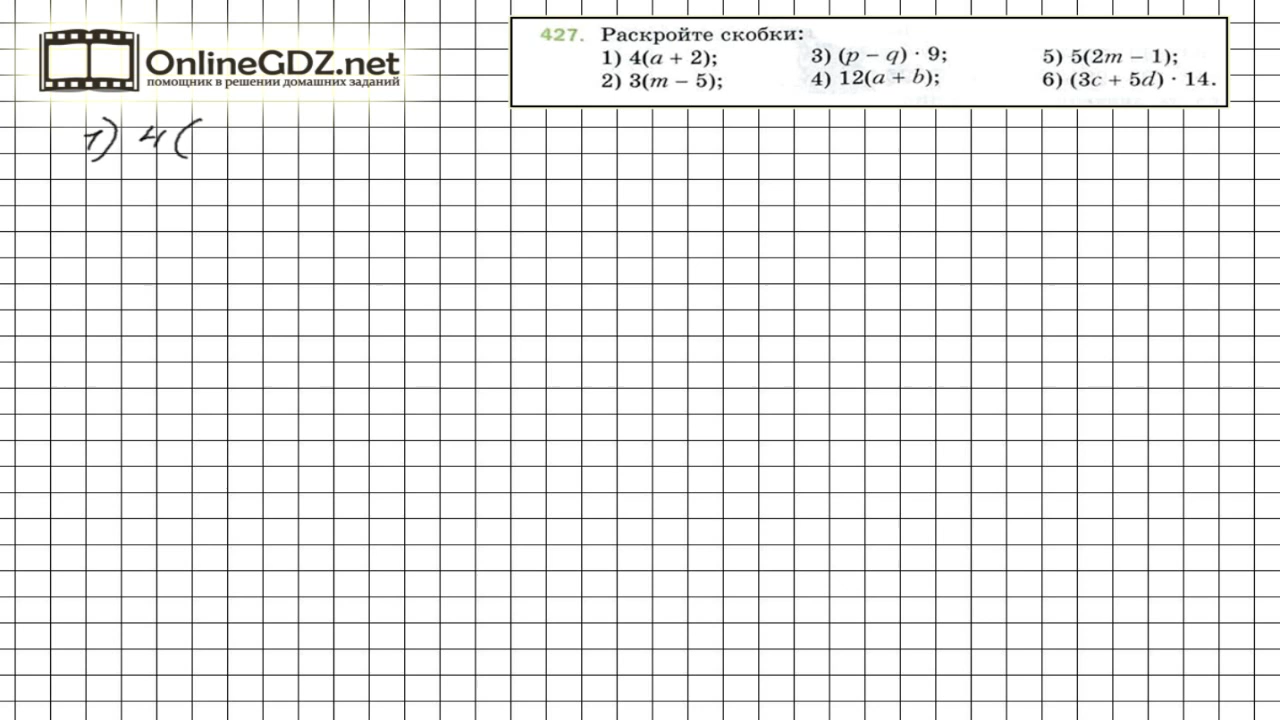 OnlineGDZ.net
помощник в решении домашних заданий
427. Раскройте скобки:
1) 4(a + 2);
2) 3(m − 5);
3) (p − q) · 9;
4) 12(a + b);
5) 5(2m − 1);
6) (3c + 5d) · 14.
1) 4(